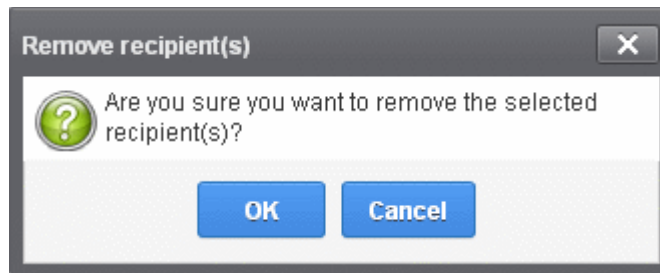 Remove recipient(s)
Are you sure you want to remove the selected
recipient(s)?
OK
Cancel